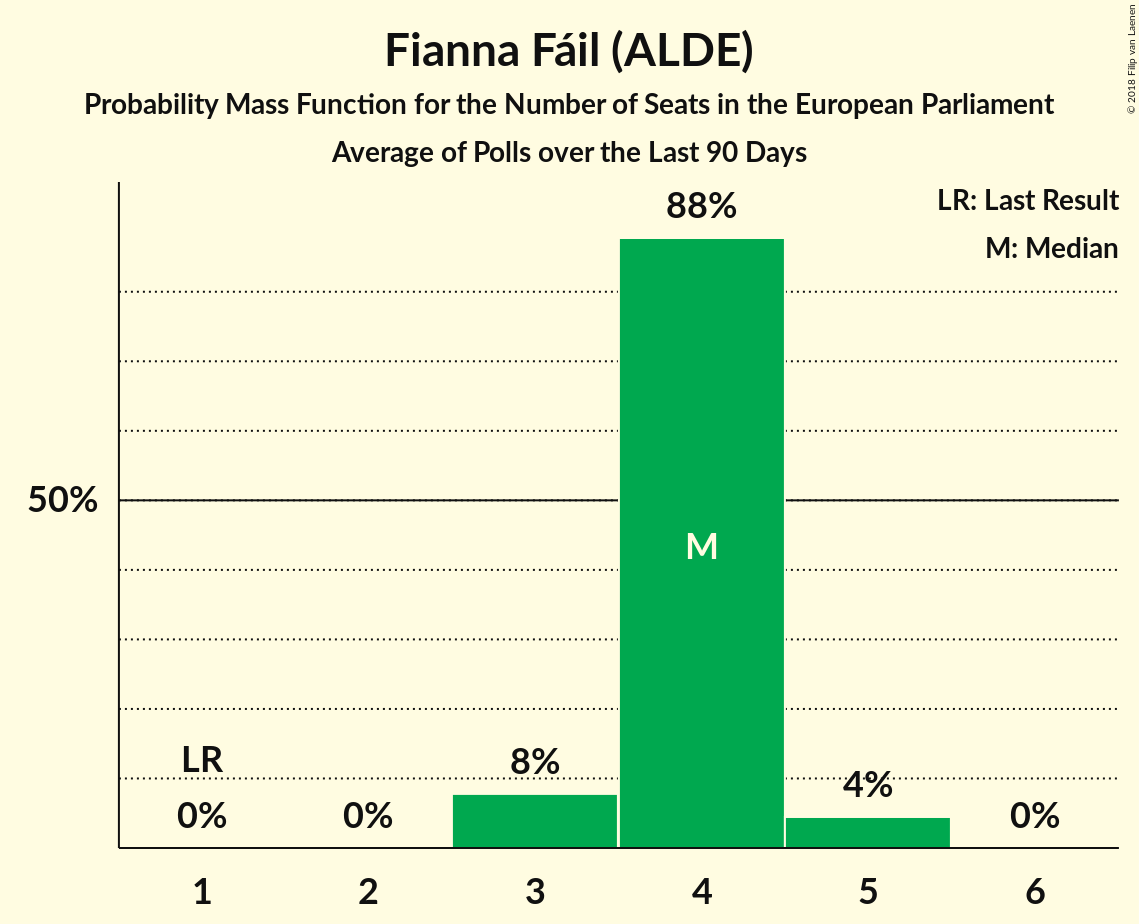 Fianna Fáil (ALDE)
Probability Mass Function for the Number of Seats in the European Parliament
Average of Polls over the Last 90 Days
© 2018 Filip van Laenen
LR: Last Result
M: Median
88%
50%
M
LR
8%
4%
0%
0%
0%
1
2
3
4
5
6